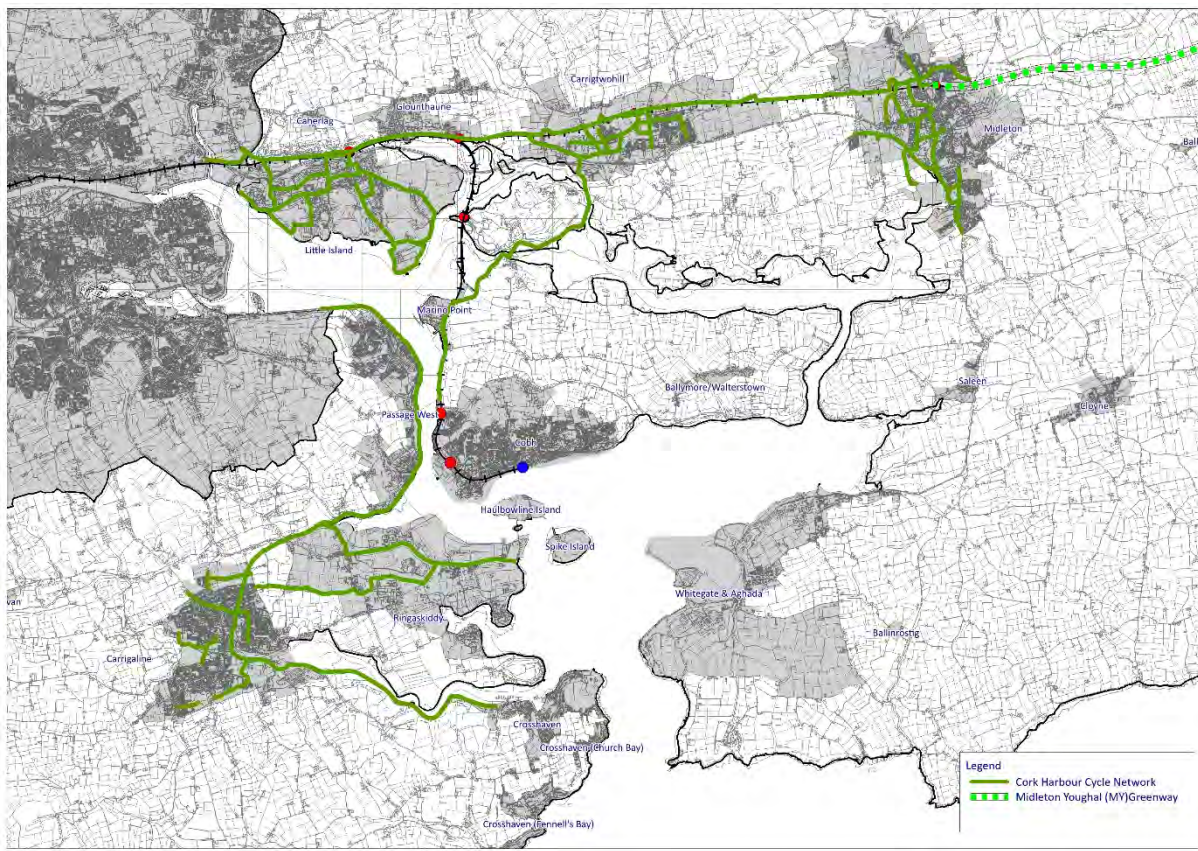 Carrigtwohill
Glounthaune
Caherlag
Midleton
Little Island
Marino Point
Ballymore/Walterstown
Saleen
Cloyne
Passage West
Cobh
Haulbowline Island
Spike Island
Whitegate & Aghada
Ringaskiddy
Ballinrostig
Carrigaline
Crosshaven
Crosshaven (Church Bay)
Crosshaven (Fennell's Bay)
Legend
Cork Harbour Cycle Network
Midleton Youghal (MY)Greenway